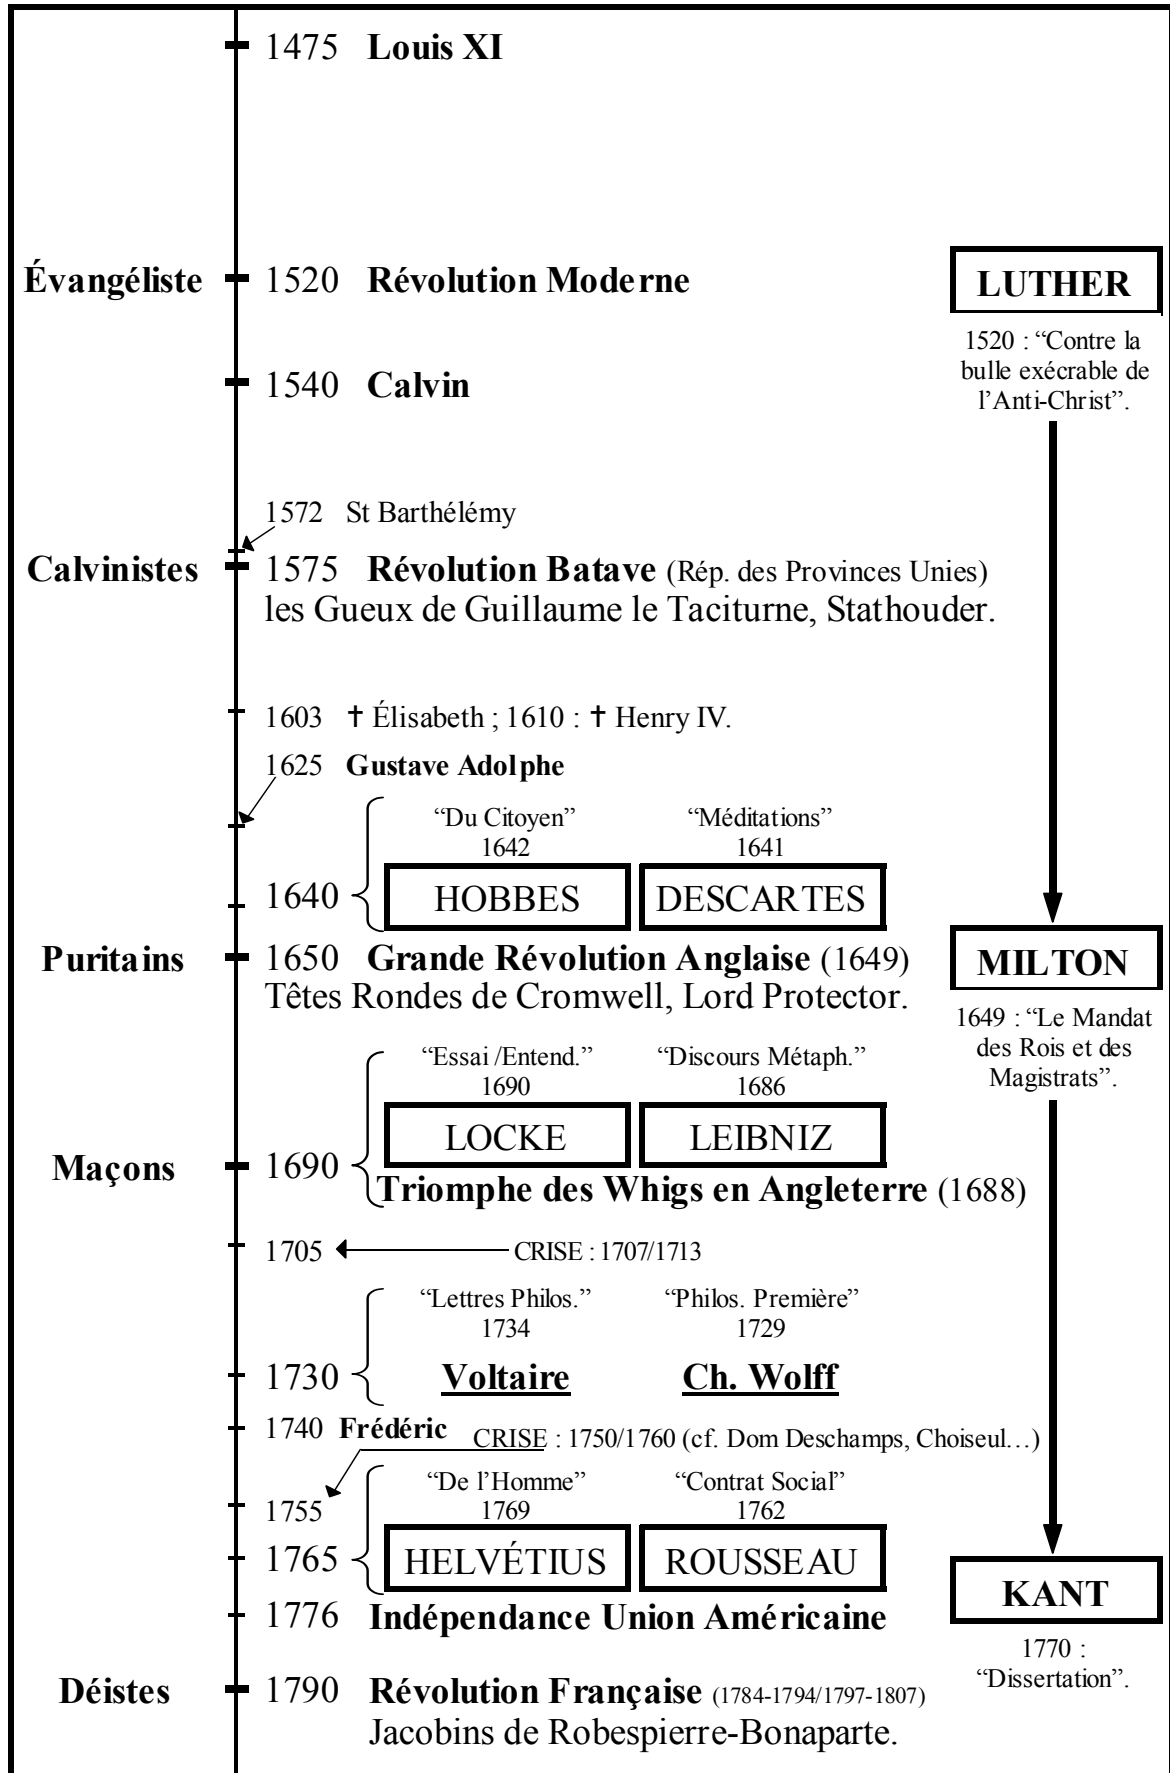 1475 Louis XI
Évangéliste
1520 Révolution Moderne
LUTHER
1520 : “Contre la
bulle exécrable de
l’Anti-Christ”.
1540 Calvin
1572 St Barthélémy
Calvinistes
1575 Révolution Batave (Rép. des Provinces Unies)
les Gueux de Guillaume le Taciturne, Stathouder.
1603 ✝ Élisabeth ; 1610 : ✝ Henry IV.
1625 Gustave Adolphe
“Du Citoyen”
1642
“Méditations”
1641
1640
HOBBES
DESCARTES
Puritains
1650 Grande Révolution Anglaise (1649)
Têtes Rondes de Cromwell, Lord Protector.
MILTON
1649 : “Le Mandat
des Rois et des
Magistrats”.
“Essai /Entend.”
1690
“Discours Métaph.”
1686
LOCKE
LEIBNIZ
Maçons
1690
Triomphe des Whigs en Angleterre (1688)
1705
CRISE : 1707/1713
“Lettres Philos.”
1734
“Philos. Première”
1729
1730
Voltaire
Ch. Wolff
1740 Frédéric
CRISE : 1750/1760 (cf. Dom Deschamps, Choiseul…)
“De l’Homme”
1769
“Contrat Social”
1762
1755
1765
HELVÉTIUS
ROUSSEAU
KANT
1770 :
“Dissertation”.
1776 Indépendance Union Américaine
Déistes
1790 Révolution Française (1784-1794/1797-1807)
Jacobins de Robespierre-Bonaparte.